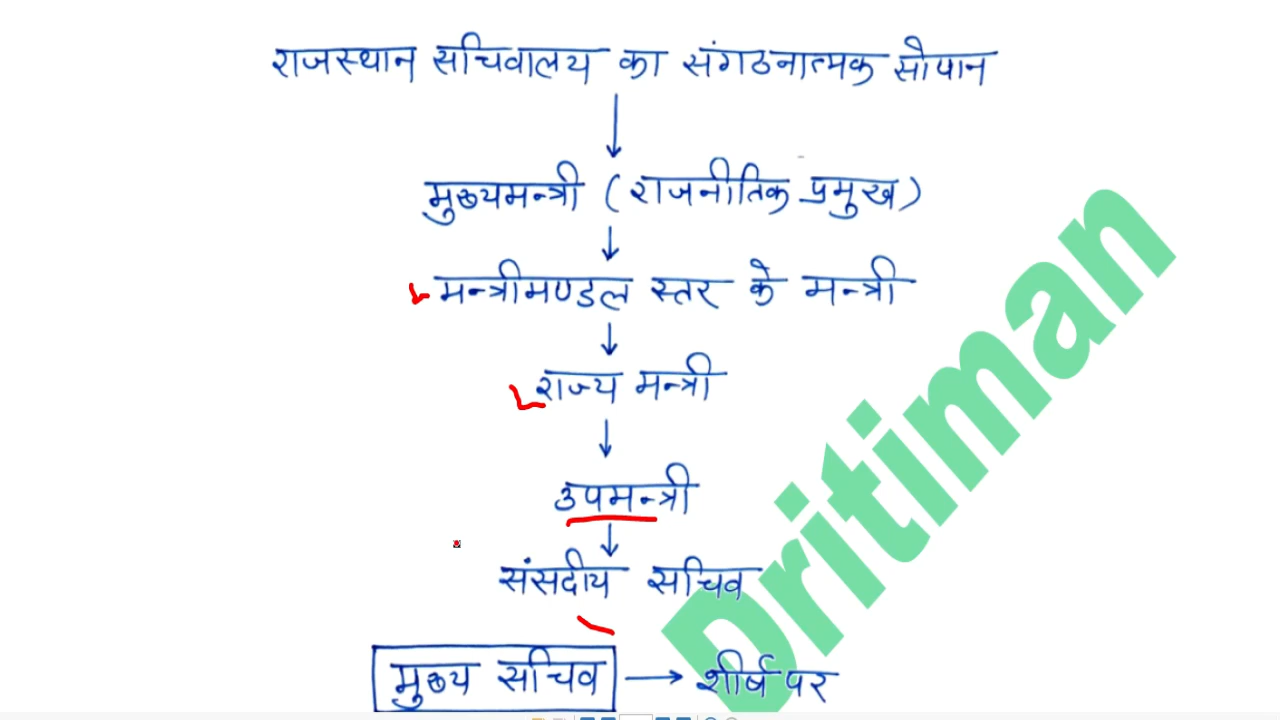 राजस्थान सचिवालय का संगठनात्मक सोपान
मुख्यमन्त्री (राजनीतिक प्रमुख)
मन्त्रीमण्डल स्तर के मन्त्री
राज्य मन्त्री
उपमन्त्री
संसदीय सचिव
मुख्य सचिव → शीर्ष पर
Dritiman